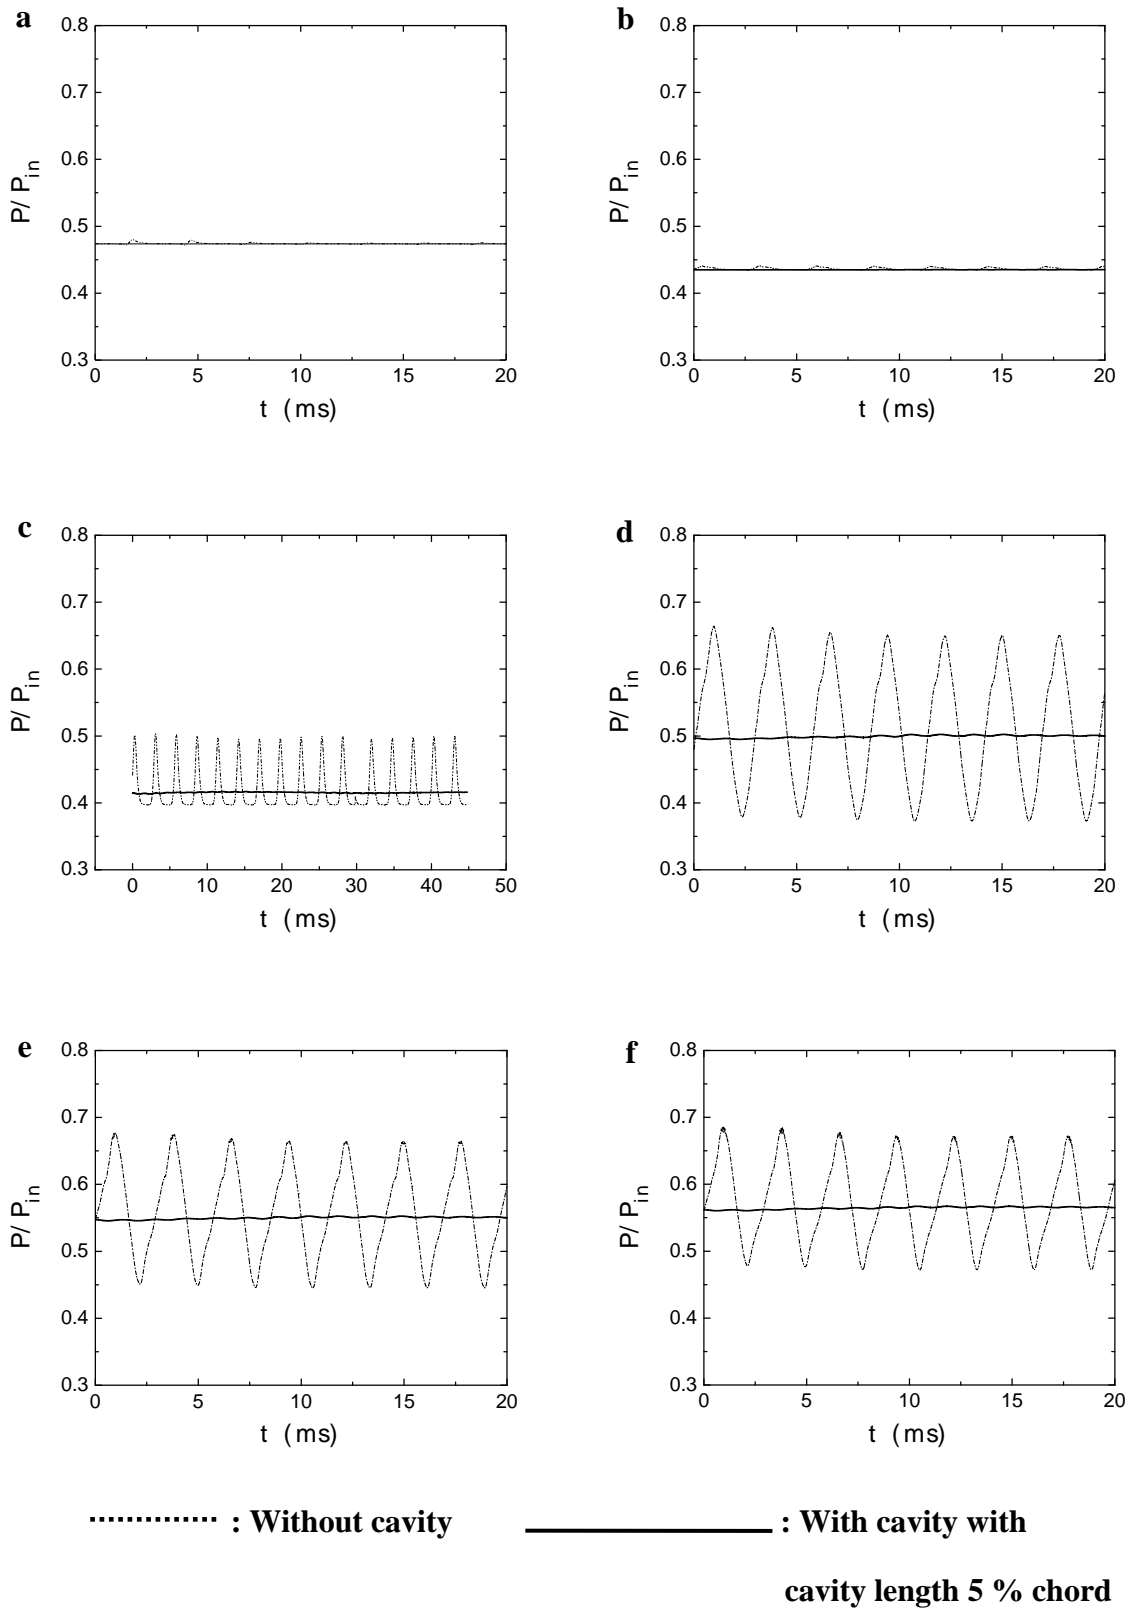 a
0.8
0.7
0.6
0.5
0.4
0.3
P/ P_in
0 5 10 15 20
t (ms)
b
0.8
0.7
0.6
0.5
0.4
0.3
P/ P_in
0 5 10 15 20
t (ms)
c
0.8
0.7
0.6
0.5
0.4
0.3
P/ P_in
0 10 20 30 40 50
t (ms)
d
0.8
0.7
0.6
0.5
0.4
0.3
P/ P_in
0 5 10 15 20
t (ms)
e
0.8
0.7
0.6
0.5
0.4
0.3
P/ P_in
0 5 10 15 20
t (ms)
f
0.8
0.7
0.6
0.5
0.4
0.3
P/ P_in
0 5 10 15 20
t (ms)
: Without cavity
: With cavity with
cavity length 5 % chord